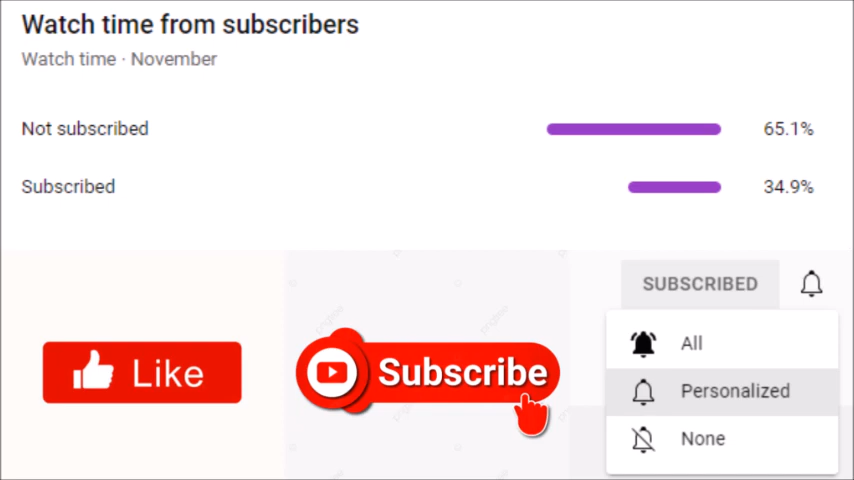 Watch time from subscribers
Watch time · November
Not subscribed 65.1%
Subscribed 34.9%
SUBSCRIBED
All
Like
Subscribe
Personalized
None